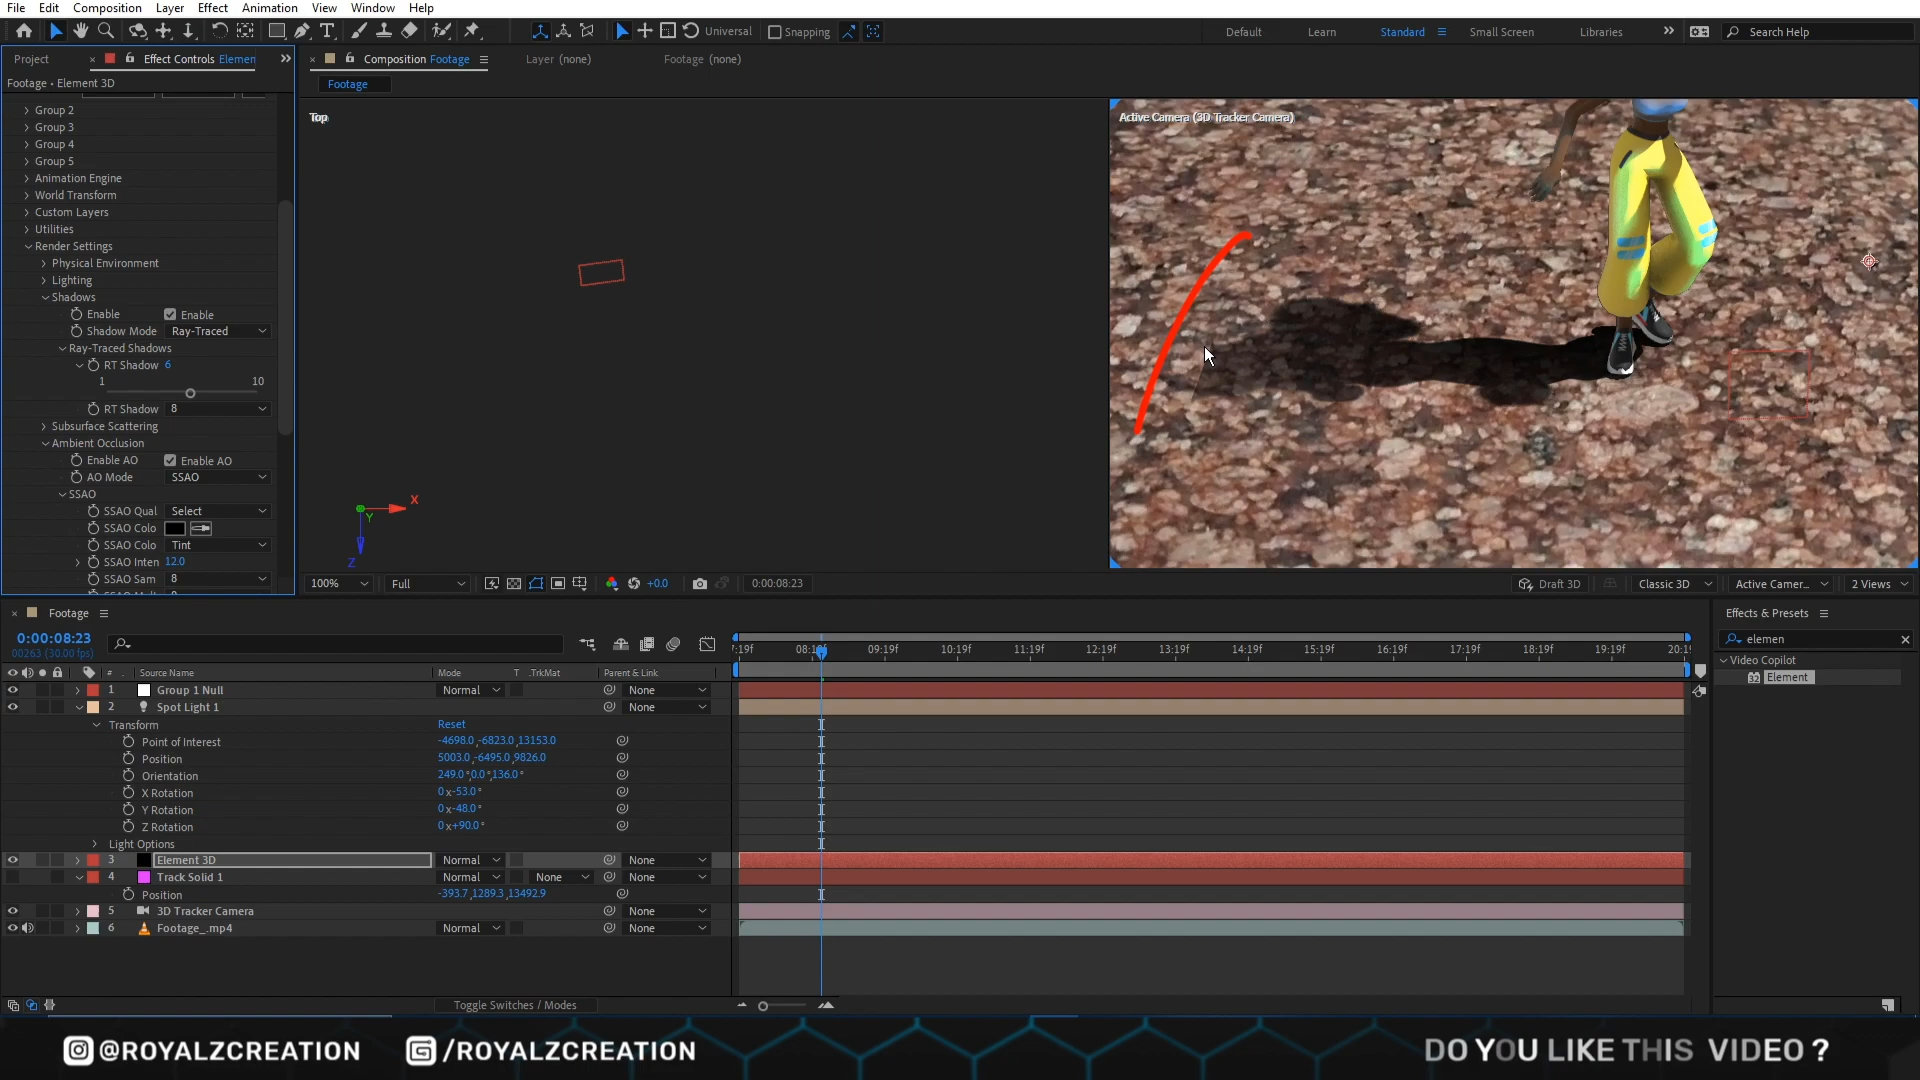 File Edit Composition Layer Effect Animation View Window Help
Universal Snapping Default Learn Standard Small Screen Libraries Search Help
Project Effect Controls Elemen
Composition Footage Layer (none) Footage (none)
Footage • Element 3D
Footage
Group 2
Group 3
Group 4
Group 5
Animation Engine
World Transform
Custom Layers
Utilities
Render Settings
Physical Environment
Lighting
Shadows
Enable Enable
Shadow Mode Ray-Traced
Ray-Traced Shadows
RT Shadow 6
1 10
RT Shadow 8
Subsurface Scattering
Ambient Occlusion
Enable AO Enable AO
AO Mode SSAO
SSAO
SSAO Qual Select
SSAO Colo
SSAO Colo Tint
SSAO Inten 12.0
SSAO Sam 8
Top
X
Y
Z
Active Camera (3D Tracker Camera)
100% Full +0.0 0:00:08:23 Draft 3D Classic 3D Active Camer... 2 Views
Footage
0:00:08:23
00263 (30.00 fps)
# Source Name Mode T .TrkMat Parent & Link
:19f 09:19f 10:19f 11:19f 12:19f 13:19f 14:19f 15:19f 16:19f 17:19f 18:19f 19:19f
1 Group 1 Null Normal None
2 Spot Light 1 None
Transform Reset
Point of Interest -4698.0,-6823.0,13153.0
Position 5003.0,-6495.0,9826.0
Orientation 249.0°,0.0°,136.0°
X Rotation 0x-53.0°
Y Rotation 0x-48.0°
Z Rotation 0x+90.0°
Light Options
3 Element 3D Normal None
4 Track Solid 1 Normal None None
Position -393.7,1289.3,13492.9
5 3D Tracker Camera None
6 Footage_.mp4 Normal None
Toggle Switches / Modes
Effects & Presets
elemen
Video Copilot
32 Element
@ROYALZCREATION /ROYALZCREATION DO YOU LIKE THIS VIDEO ?